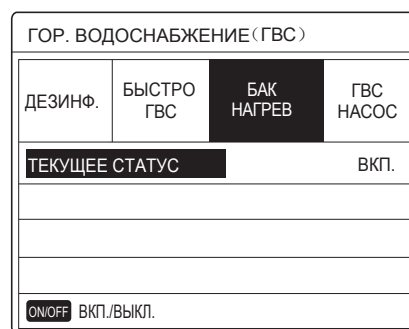 ГОР. ВОДОСНАБЖЕНИЕ(ГВС)
ДЕЗИНФ.
БЫСТРО
ГВС
БАК
НАГРЕВ
ГВС
НАСОС
ТЕКУЩЕЕ СТАТУС ВКП.
ON/OFF ВКП./ВЫКЛ.